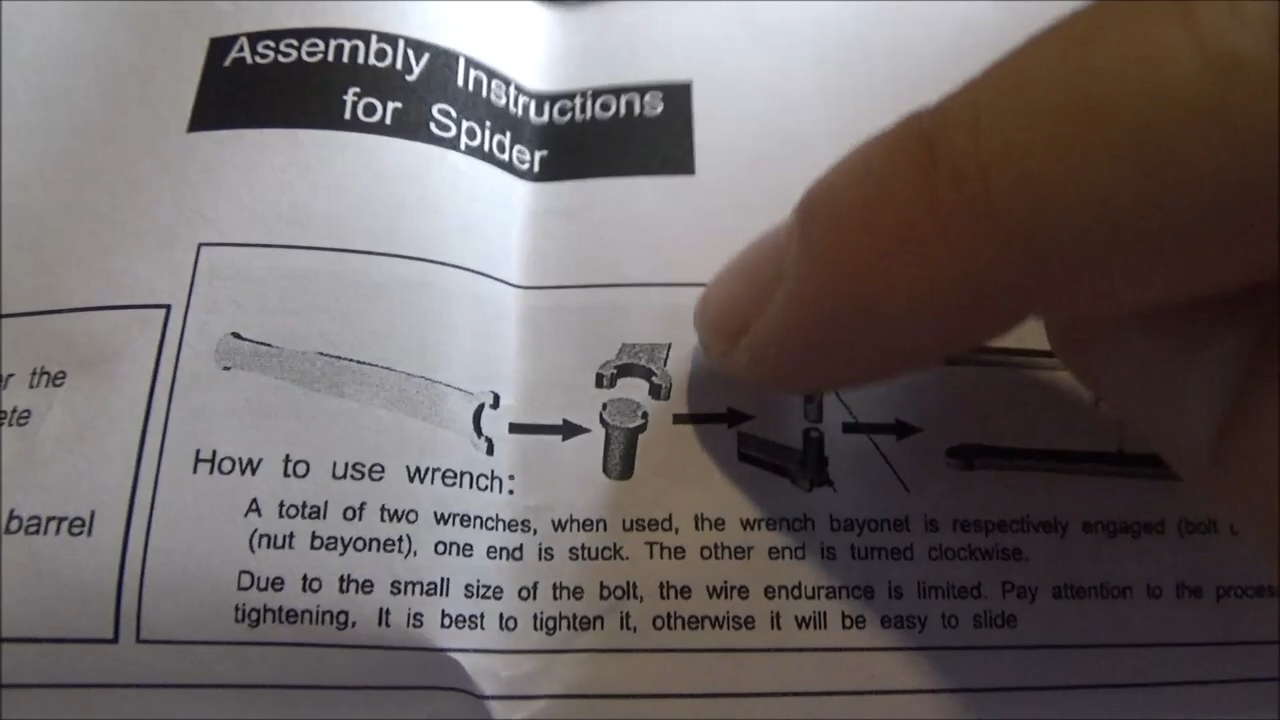 Assembly Instructions
for Spider
r the
ete
barrel
How to use wrench:
A total of two wrenches, when used, the wrench bayonet is respectively engaged (bolt
(nut bayonet), one end is stuck. The other end is turned clockwise.
Due to the small size of the bolt, the wire endurance is limited. Pay attention to the process
tightening, It is best to tighten it, otherwise it will be easy to slide